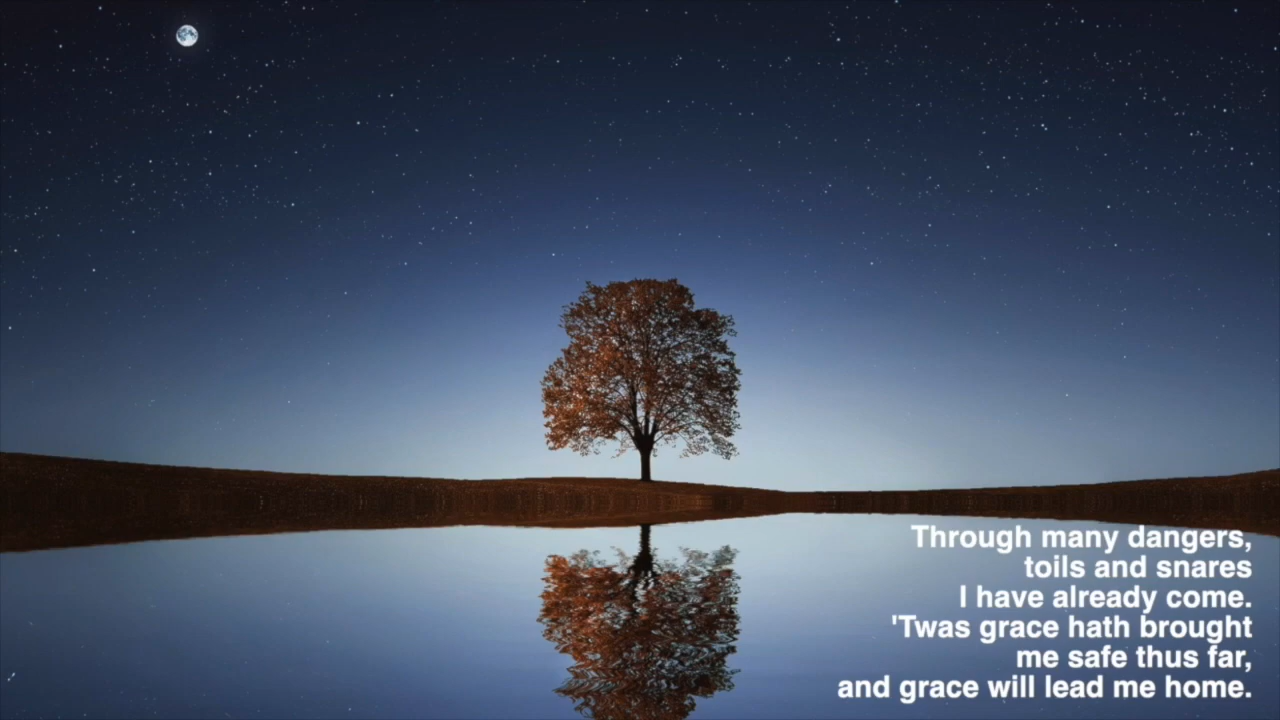 Through many dangers,
toils and snares
I have already come.
'Twas grace hath brought
me safe thus far,
and grace will lead me home.